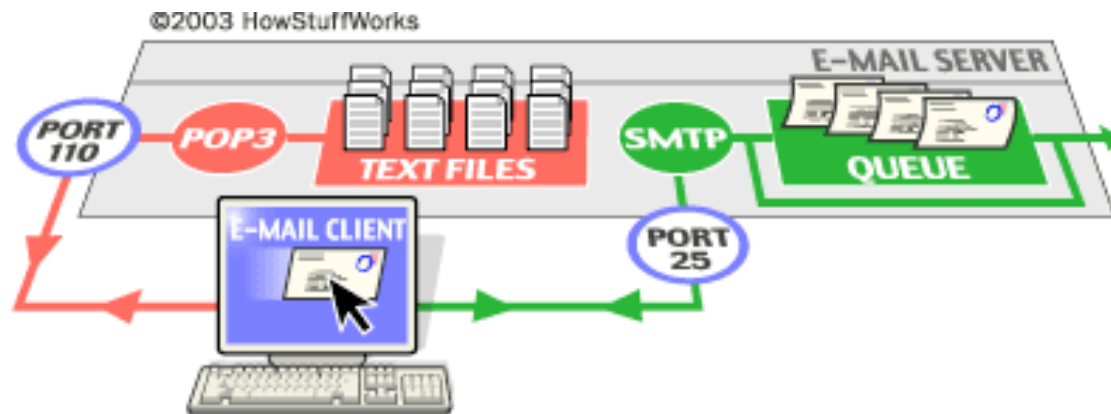 ©2003 HowStuffWorks
E-MAIL SERVER
PORT
110
POP3
TEXT FILES
SMTP
QUEUE
E-MAIL CLIENT
PORT
25